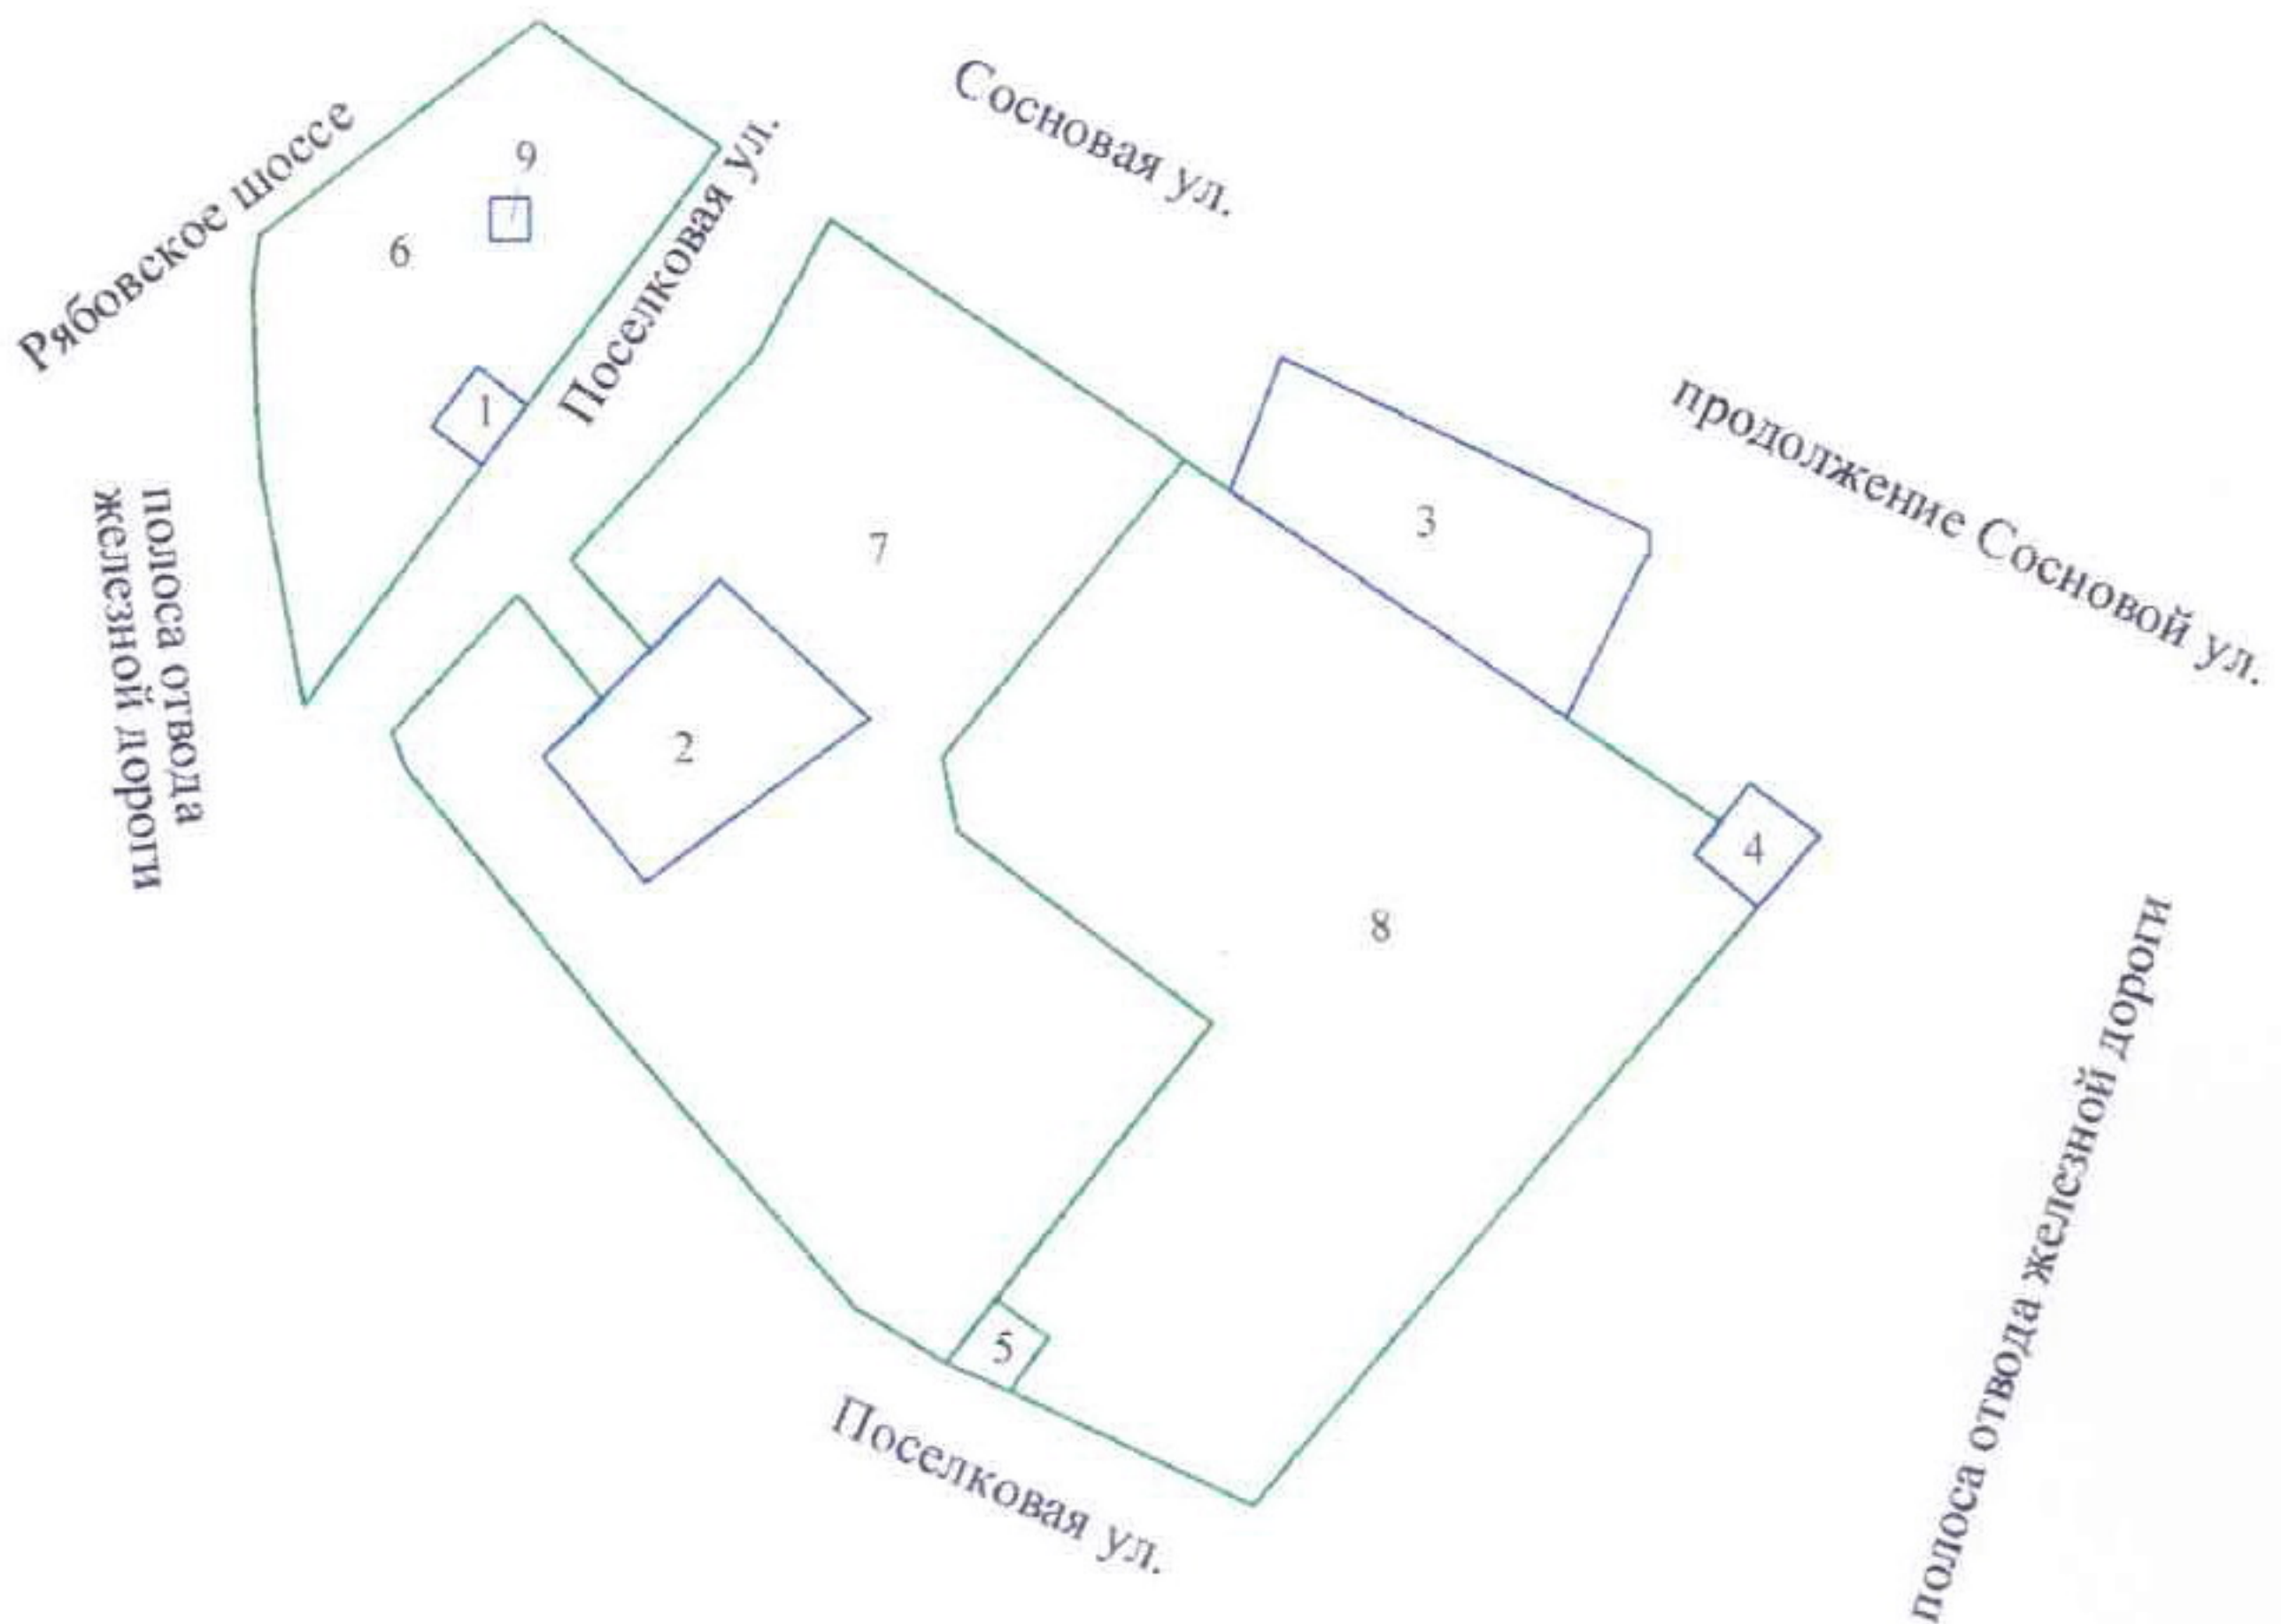 Сосновая ул.
Рябовское шоссе
9
6
Поселковая ул.
1
продолжение Сосновой ул.
3
7
полоса отвода
железной дороги
2
4
8
полоса отвода железной дороги
5
Поселковая ул.